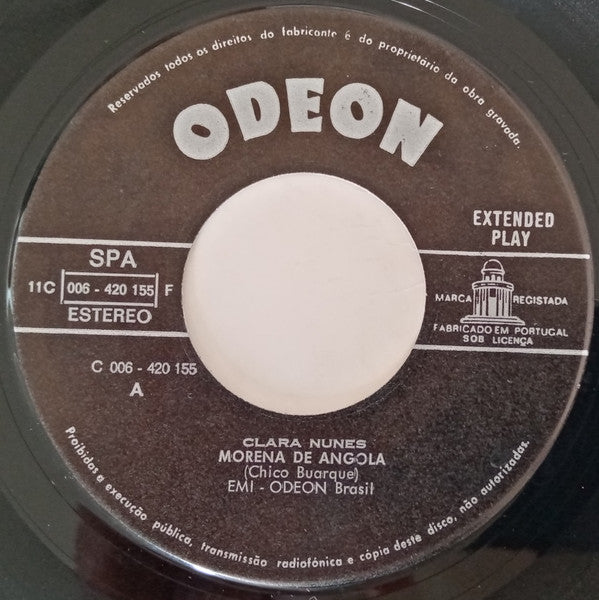 Reservados todos os direitos do fabricante é do proprietário da obra gravada.
ODEON
EXTENDED
PLAY
SPA
11C 006 - 420 155 F
ESTEREO
MARCA REGISTADA
FABRICADO EM PORTUGAL
SOB LICENÇA
C 006 - 420 155
A
CLARA NUNES
MORENA DE ANGOLA
(Chico Buarque)
EMI - ODEON Brasil
Proibidos a execução pública, transmissão radiofónica e cópia deste disco, não autorizadas.